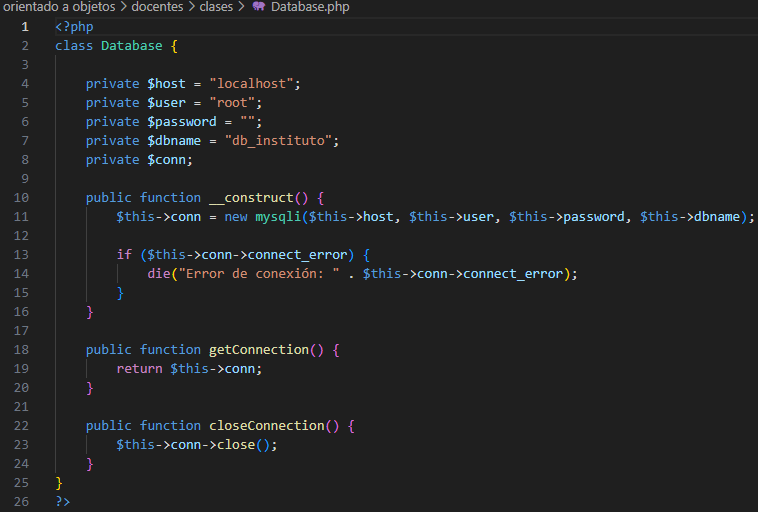 orientado a objetos > docentes > clases > Database.php
1 <?php
2 class Database {
3
4     private $host = "localhost";
5     private $user = "root";
6     private $password = "";
7     private $dbname = "db_instituto";
8     private $conn;
9
10     public function __construct() {
11         $this->conn = new mysqli($this->host, $this->user, $this->password, $this->dbname);
12
13         if ($this->conn->connect_error) {
14             die("Error de conexión: " . $this->conn->connect_error);
15         }
16     }
17
18     public function getConnection() {
19         return $this->conn;
20     }
21
22     public function closeConnection() {
23         $this->conn->close();
24     }
25 }
26 ?>